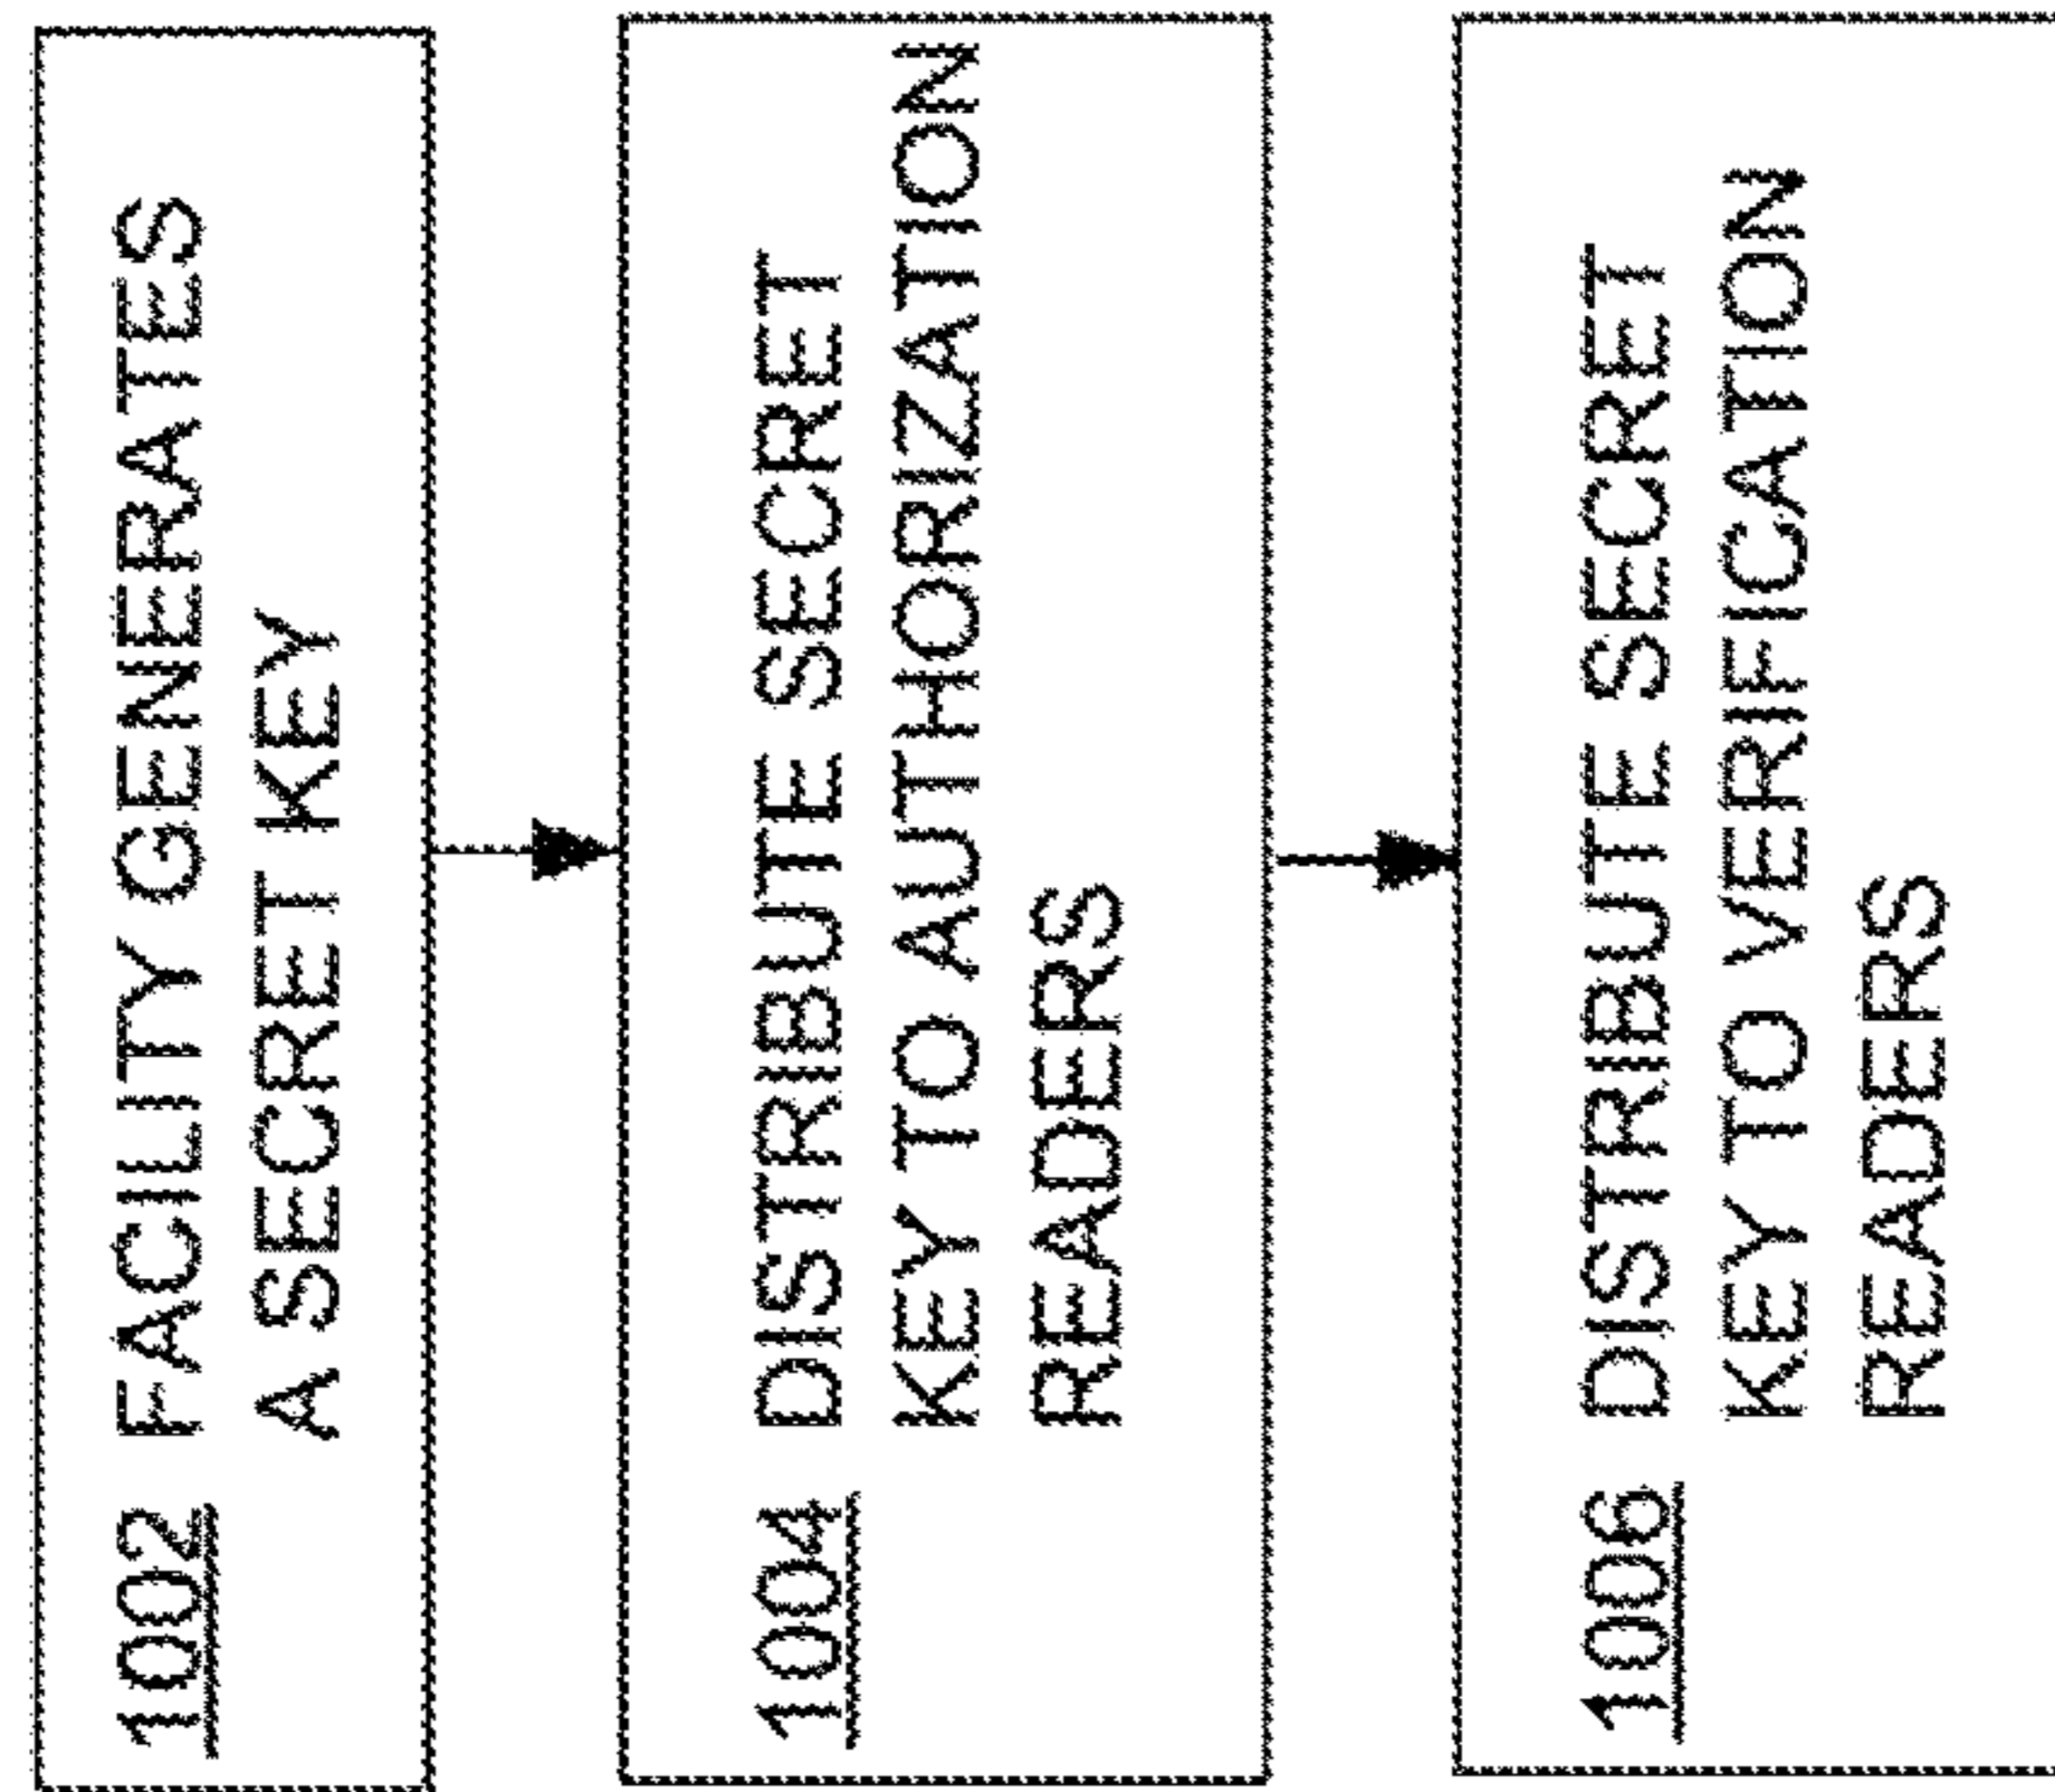 1002 FACILITY GENERATES
A SECRET KEY
1004 DISTRIBUTE SECRET
KEY TO AUTHORIZATION
READERS
1006 DISTRIBUTE SECRET
KEY TO VERIFICATION
READERS